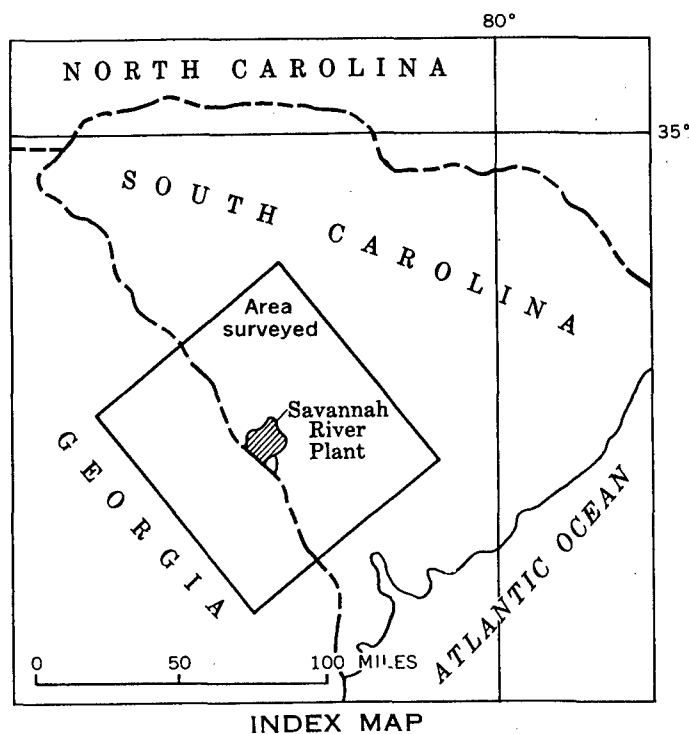 80°
NORTH CAROLINA
35°
SOUTH CAROLINA
Area
surveyed
Savannah
River
Plant
GEORGIA
ATLANTIC OCEAN
0 50 100 MILES
INDEX MAP